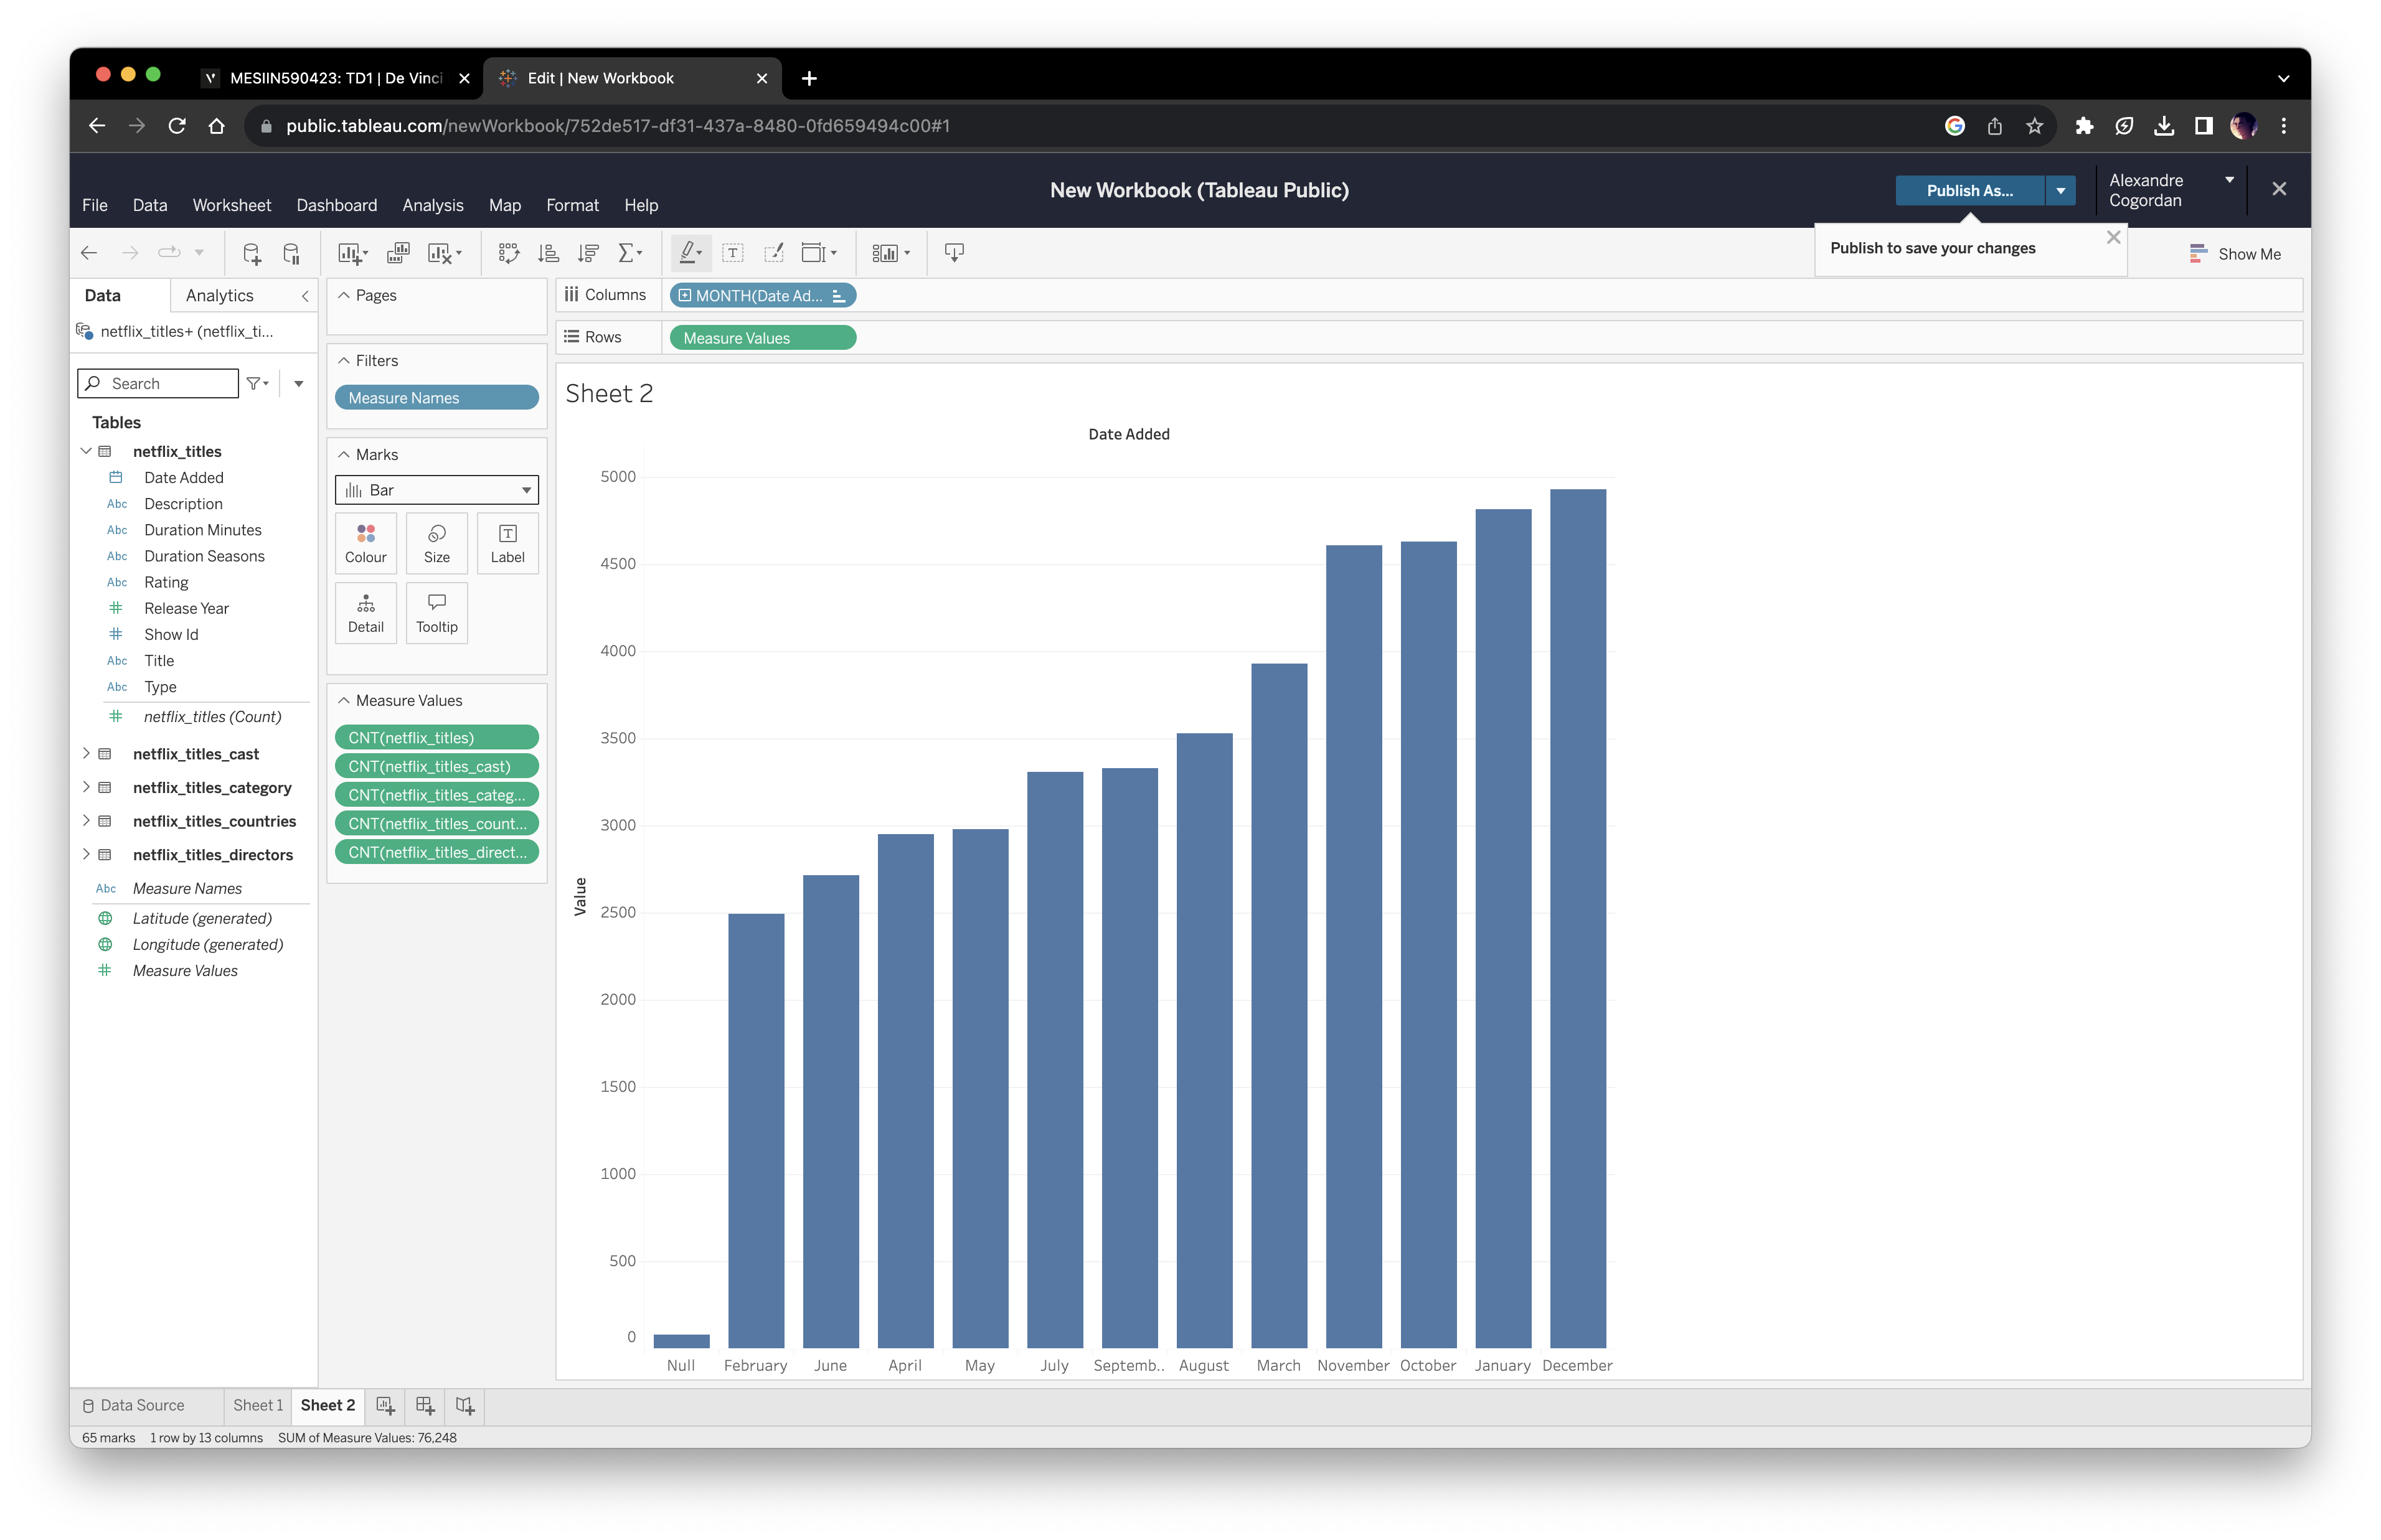 MESIIN590423: TD1 | De Vinci
Edit | New Workbook
public.tableau.com/newWorkbook/752de517-df31-437a-8480-0fd659494c00#1
File Data Worksheet Dashboard Analysis Map Format Help
New Workbook (Tableau Public)
Publish As...
Alexandre
Cogordan
Publish to save your changes
Show Me
Data Analytics
netflix_titles+ (netflix_ti...
Search
Tables
netflix_titles
Date Added
Abc Description
Abc Duration Minutes
Abc Duration Seasons
Abc Rating
Release Year
Show Id
Abc Title
Abc Type
netflix_titles (Count)
netflix_titles_cast
netflix_titles_category
netflix_titles_countries
netflix_titles_directors
Abc Measure Names
Latitude (generated)
Longitude (generated)
Measure Values
Pages
Filters
Measure Names
Marks
Bar
Colour Size Label
Detail Tooltip
Measure Values
CNT(netflix_titles)
CNT(netflix_titles_cast)
CNT(netflix_titles_categ...
CNT(netflix_titles_count...
CNT(netflix_titles_direct...
Columns MONTH(Date Ad...
Rows Measure Values
Sheet 2
Date Added
5000
4500
4000
3500
3000
2500
2000
1500
1000
500
0
Value
Null February June April May July Septemb.. August March November October January December
Data Source Sheet 1 Sheet 2
65 marks 1 row by 13 columns SUM of Measure Values: 76,248